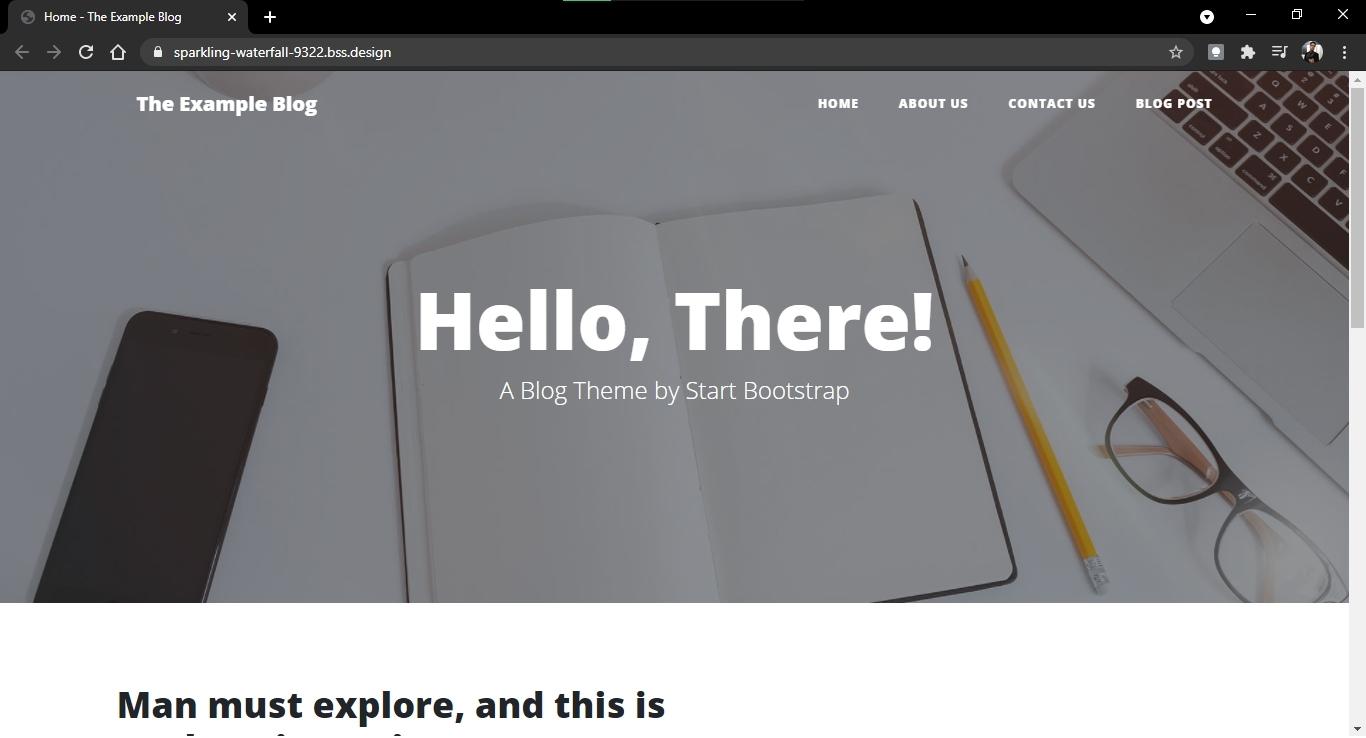 Home - The Example Blog
sparkling-waterfall-9322.bss.design
The Example Blog
HOME ABOUT US CONTACT US BLOG POST
Hello, There!
A Blog Theme by Start Bootstrap
Man must explore, and this is